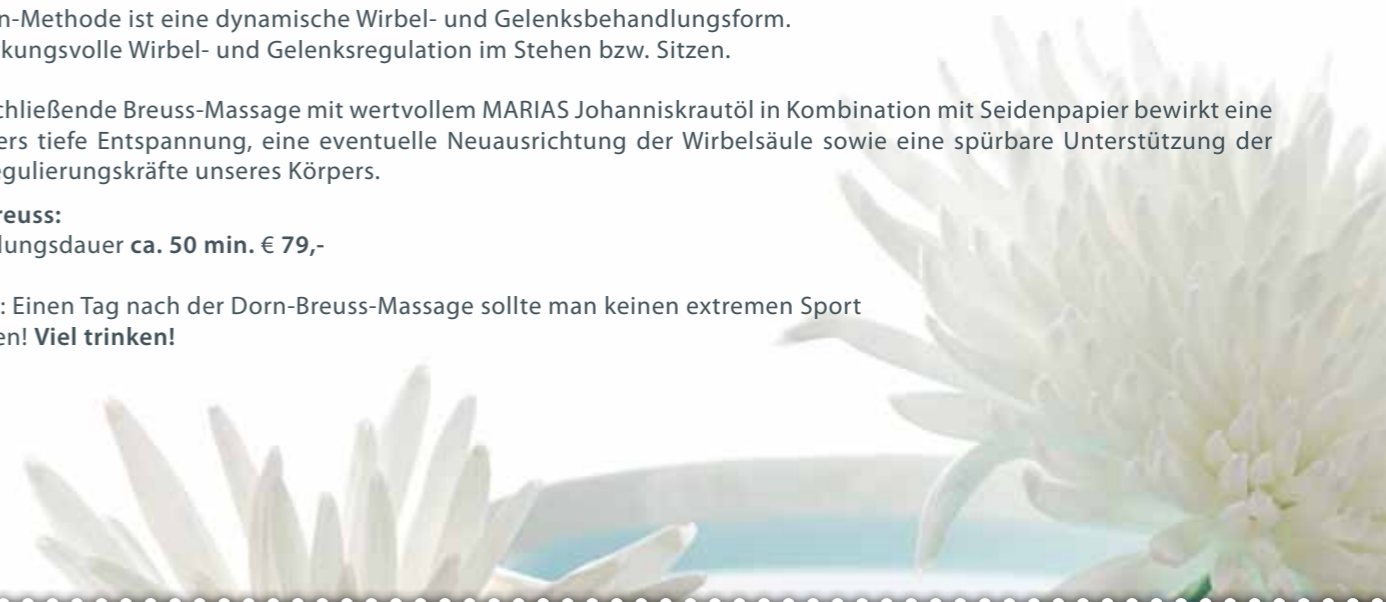 n-Methode ist eine dynamische Wirbel- und Gelenksbehandlungsform.
kungsvolle Wirbel- und Gelenksregulation im Stehen bzw. Sitzen.
chließende Breuss-Massage mit wertvollem MARIAS Johanniskrautöl in Kombination mit Seidenpapier bewirkt eine
ers tiefe Entspannung, eine eventuelle Neuausrichtung der Wirbelsäule sowie eine spürbare Unterstützung der
egulierungskräfte unseres Körpers.
reuss:
lungsdauer ca. 50 min. € 79,-
: Einen Tag nach der Dorn-Breuss-Massage sollte man keinen extremen Sport
en! Viel trinken!